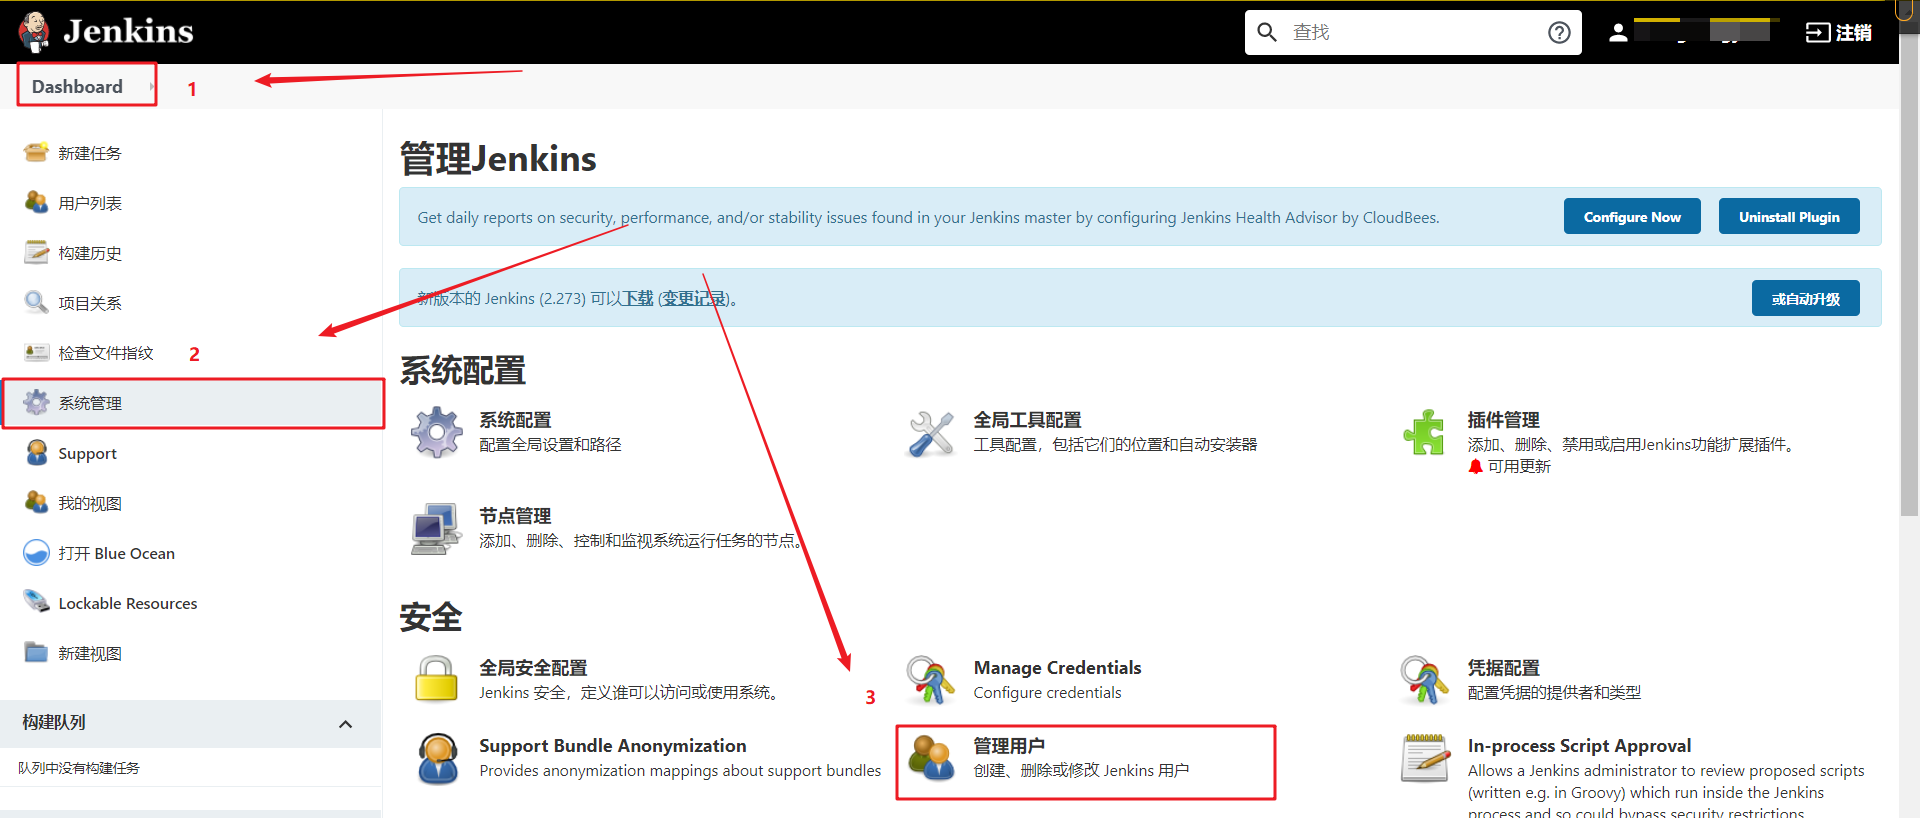 Jenkins
查找
注销
Dashboard
1
新建任务
用户列表
构建历史
项目关系
检查文件指纹
2
系统管理
Support
我的视图
打开 Blue Ocean
Lockable Resources
新建视图
构建队列
队列中没有构建任务
管理Jenkins
Get daily reports on security, performance, and/or stability issues found in your Jenkins master by configuring Jenkins Health Advisor by CloudBees.
Configure Now
Uninstall Plugin
新版本的 Jenkins (2.273) 可以下载 (变更记录)。
或自动升级
系统配置
系统配置
配置全局设置和路径
全局工具配置
工具配置，包括它们的位置和自动安装器
插件管理
添加、删除、禁用或启用Jenkins功能扩展插件。
可用更新
节点管理
添加、删除、控制和监视系统运行任务的节点。
安全
全局安全配置
Jenkins 安全，定义谁可以访问或使用系统。
3
Manage Credentials
Configure credentials
凭据配置
配置凭据的提供者和类型
Support Bundle Anonymization
Provides anonymization mappings about support bundles
管理用户
创建、删除或修改 Jenkins 用户
In-process Script Approval
Allows a Jenkins administrator to review proposed scripts
(written e.g. in Groovy) which run inside the Jenkins
process and so could bypass security restrictions.